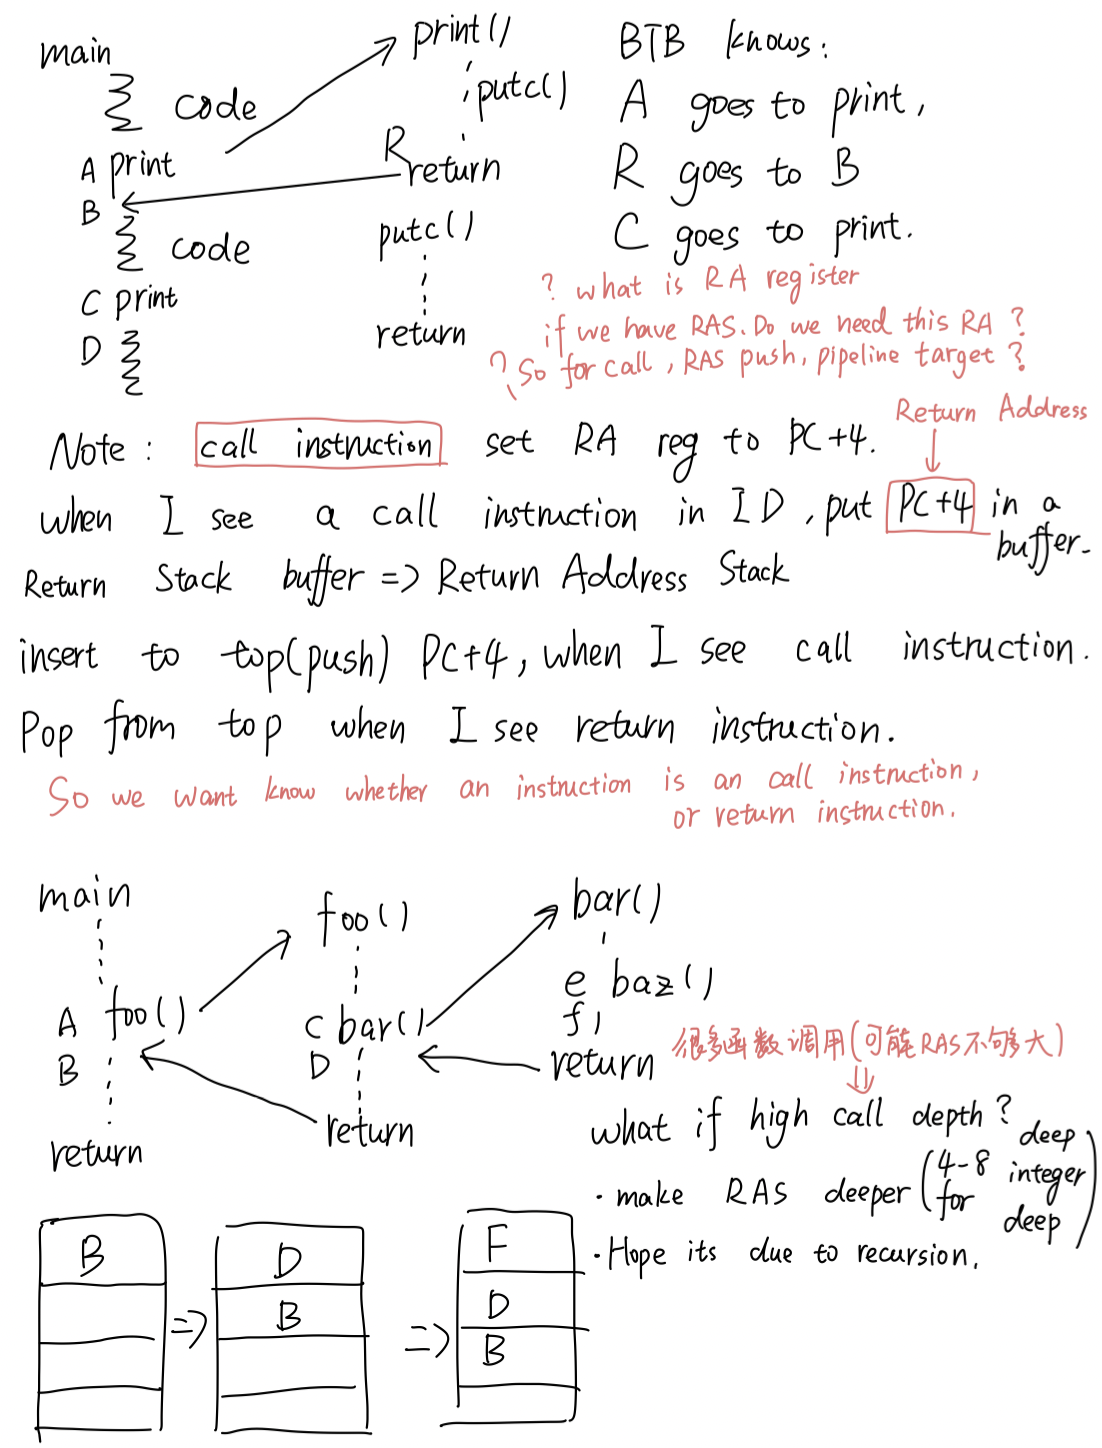 main
code
A print
B
code
C print
D
print()
putc()
R return
putc()
return
BTB knows:
A goes to print,
R goes to B
C goes to print.
? what is RA register
if we have RAS. Do we need this RA ?
? So for call, RAS push, pipeline target ?
Return Address
Note : call instruction set RA reg to PC+4.
when I see a call instruction in ID, put PC+4 in a
buffer.
Return Stack buffer => Return Address Stack
insert to top(push) PC+4, when I see call instruction.
Pop from top when I see return instruction.
So we want know whether an instruction is an call instruction,
or return instruction.
main
A foo()
B
return
foo()
C bar()
D
return
bar()
e baz()
f
return
很多函数调用(可能RAS不够大)
what if high call depth ?
· make RAS deeper (4-8 integer
for deep deep)
· Hope its due to recursion.
B
=>
D
B
=>
F
D
B